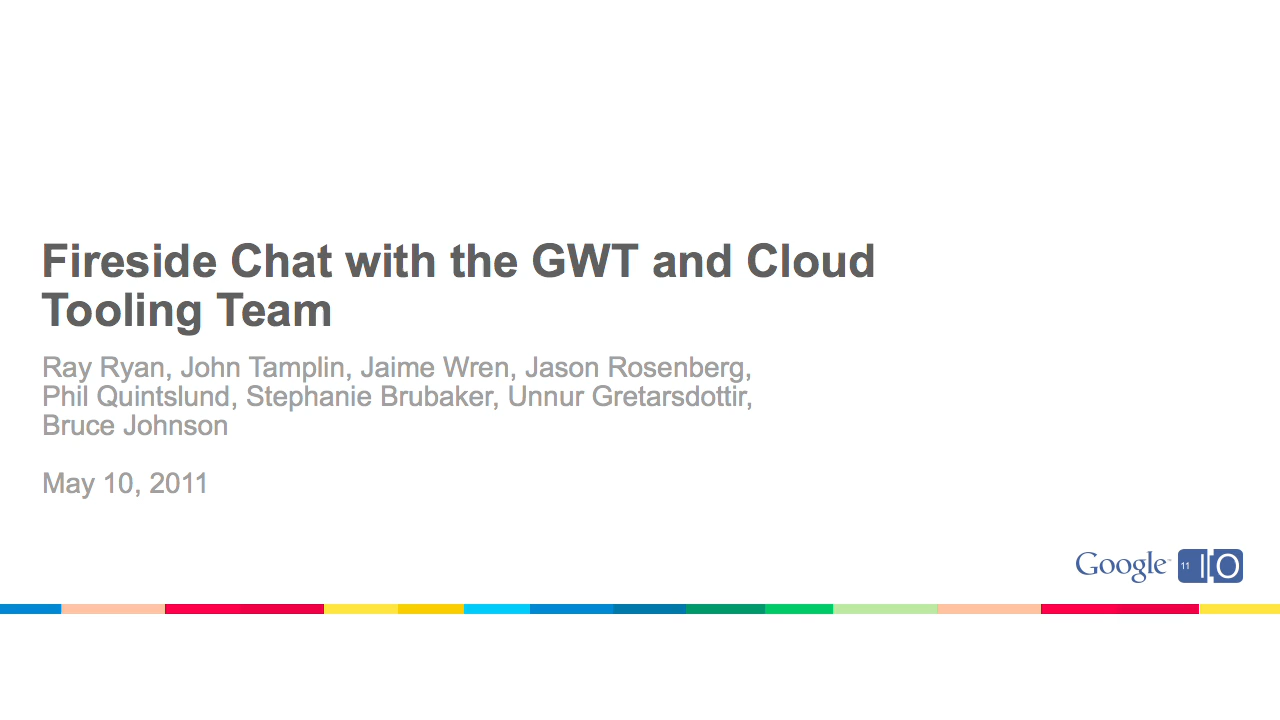 Fireside Chat with the GWT and Cloud
Tooling Team
Ray Ryan, John Tamplin, Jaime Wren, Jason Rosenberg,
Phil Quintslund, Stephanie Brubaker, Unnur Gretarsdottir,
Bruce Johnson
May 10, 2011
Google™ 11 IO